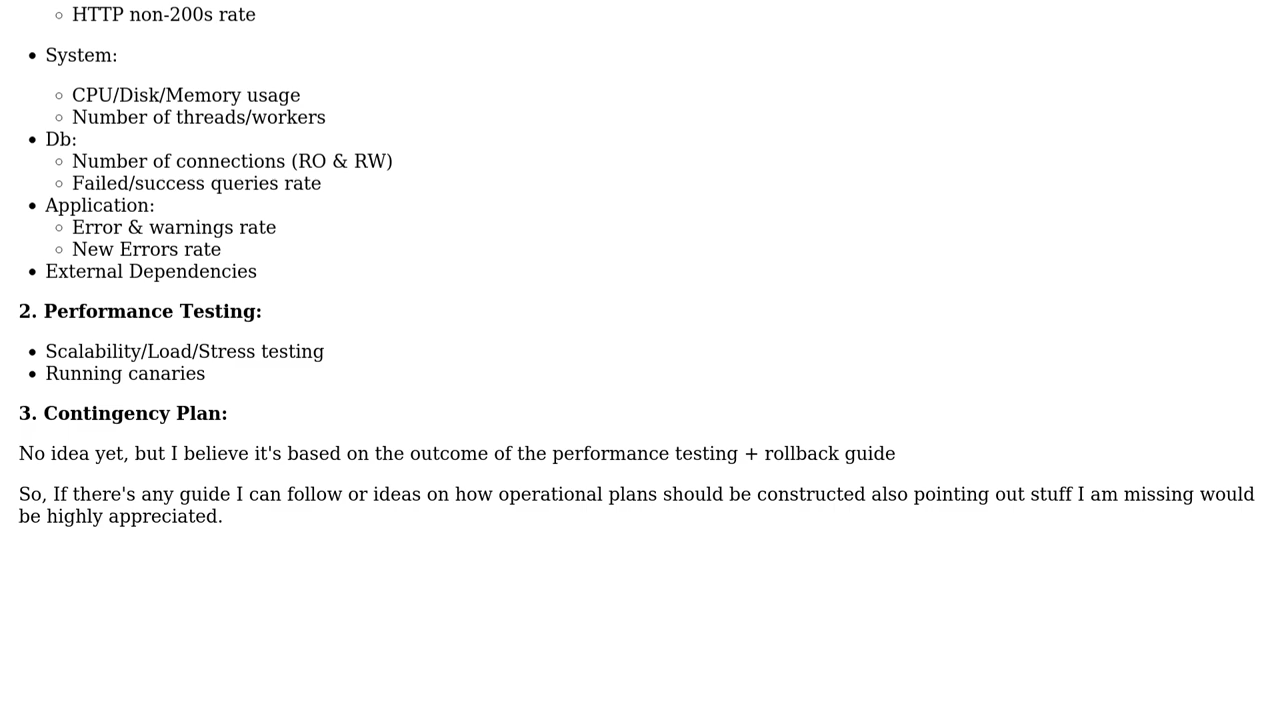 HTTP non-200s rate
System:
CPU/Disk/Memory usage
Number of threads/workers
Db:
Number of connections (RO & RW)
Failed/success queries rate
Application:
Error & warnings rate
New Errors rate
External Dependencies
2. Performance Testing:
Scalability/Load/Stress testing
Running canaries
3. Contingency Plan:
No idea yet, but I believe it's based on the outcome of the performance testing + rollback guide
So, If there's any guide I can follow or ideas on how operational plans should be constructed also pointing out stuff I am missing would
be highly appreciated.